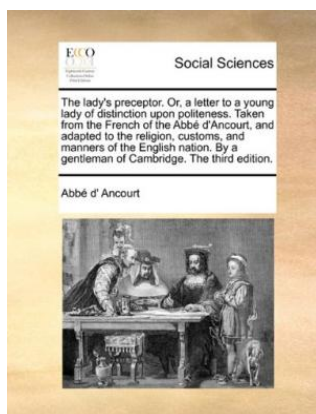 ECCO
Social Sciences
The lady's preceptor. Or, a letter to a young
lady of distinction upon politeness. Taken
from the French of the Abbé d'Ancourt, and
adapted to the religion, customs, and
manners of the English nation. By a
gentleman of Cambridge. The third edition.
Abbé d' Ancourt